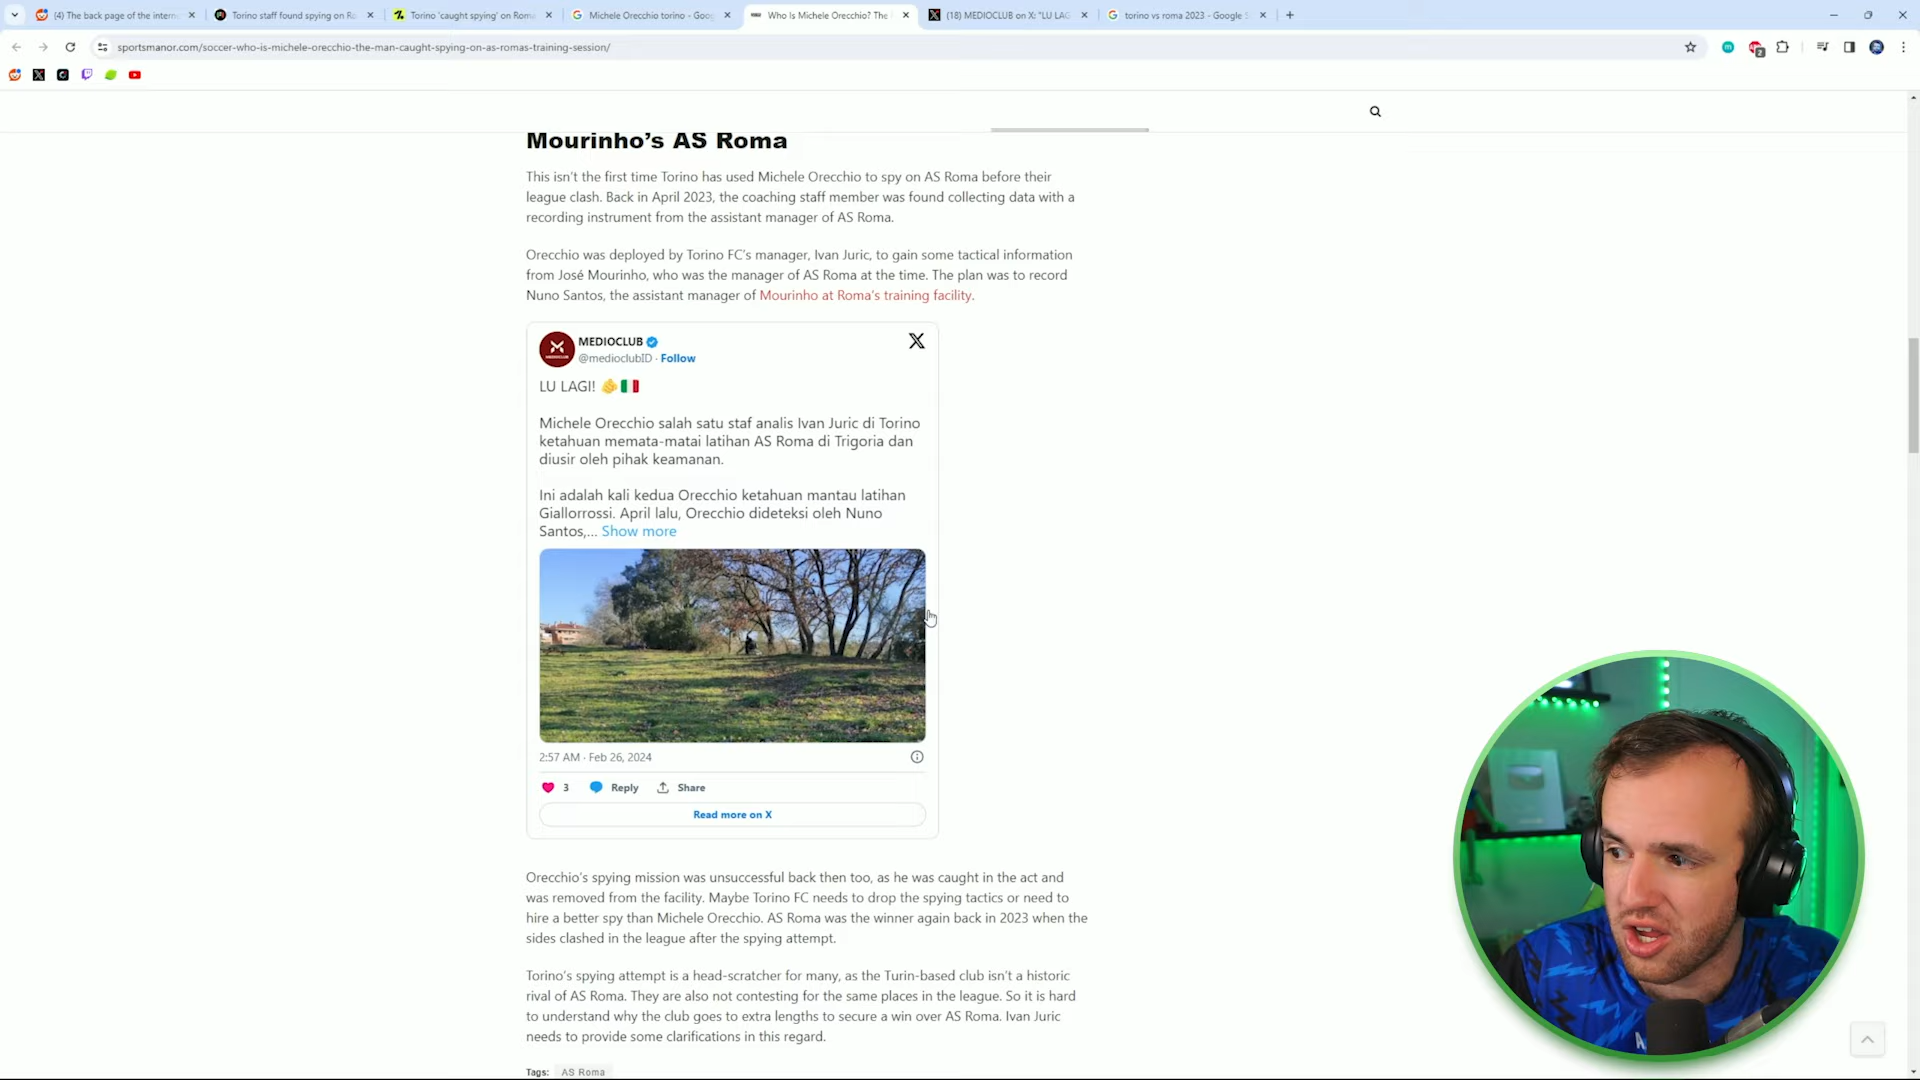 (4) The back page of the intern
Torino staff found spying on Ro
Torino 'caught spying' on Roma
Michele Orecchio torino - Goog
Who Is Michele Orecchio? The
(18) MEDIOCLUB on X: "LU LAG
torino vs roma 2023 - Google S
sportsmanor.com/soccer-who-is-michele-orecchio-the-man-caught-spying-on-as-romas-training-session/
2
Mourinho's AS Roma
This isn't the first time Torino has used Michele Orecchio to spy on AS Roma before their
league clash. Back in April 2023, the coaching staff member was found collecting data with a
recording instrument from the assistant manager of AS Roma.
Orecchio was deployed by Torino FC's manager, Ivan Juric, to gain some tactical information
from José Mourinho, who was the manager of AS Roma at the time. The plan was to record
Nuno Santos, the assistant manager of Mourinho at Roma's training facility.
MEDIOCLUB
@medioclubID · Follow
LU LAGI! 🫵🇮🇹
Michele Orecchio salah satu staf analis Ivan Juric di Torino
ketahuan memata-matai latihan AS Roma di Trigoria dan
diusir oleh pihak keamanan.
Ini adalah kali kedua Orecchio ketahuan mantau latihan
Giallorrossi. April lalu, Orecchio dideteksi oleh Nuno
Santos,... Show more
2:57 AM · Feb 26, 2024
3 Reply Share
Read more on X
Orecchio's spying mission was unsuccessful back then too, as he was caught in the act and
was removed from the facility. Maybe Torino FC needs to drop the spying tactics or need to
hire a better spy than Michele Orecchio. AS Roma was the winner again back in 2023 when the
sides clashed in the league after the spying attempt.
Torino's spying attempt is a head-scratcher for many, as the Turin-based club isn't a historic
rival of AS Roma. They are also not contesting for the same places in the league. So it is hard
to understand why the club goes to extra lengths to secure a win over AS Roma. Ivan Juric
needs to provide some clarifications in this regard.
Tags: AS Roma